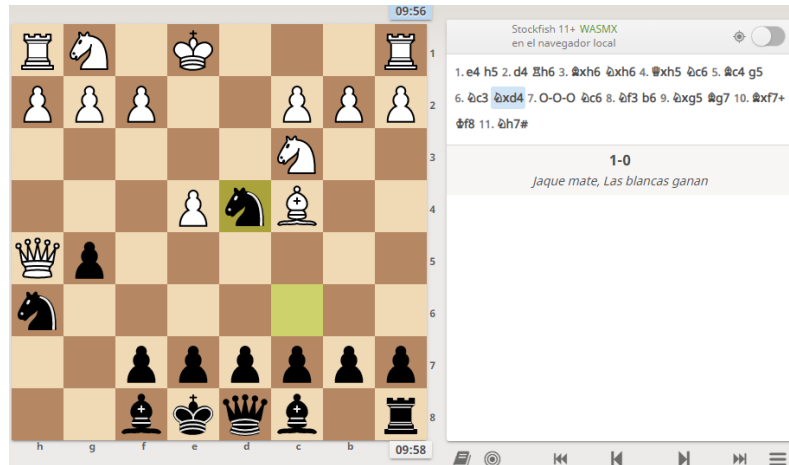 09:56
1
2
3
4
5
6
7
8
h g f e d c b
09:58
Stockfish 11+ WASMX
en el navegador local
1. e4 h5 2. d4 ♖h6 3. ♗xh6 ♘xh6 4. ♕xh5 ♘c6 5. ♗c4 g5
6. ♘c3 ♘xd4 7. O-O-O ♘c6 8. ♘f3 b6 9. ♘xg5 ♗g7 10. ♗xf7+
♔f8 11. ♘h7#
1-0
Jaque mate, Las blancas ganan